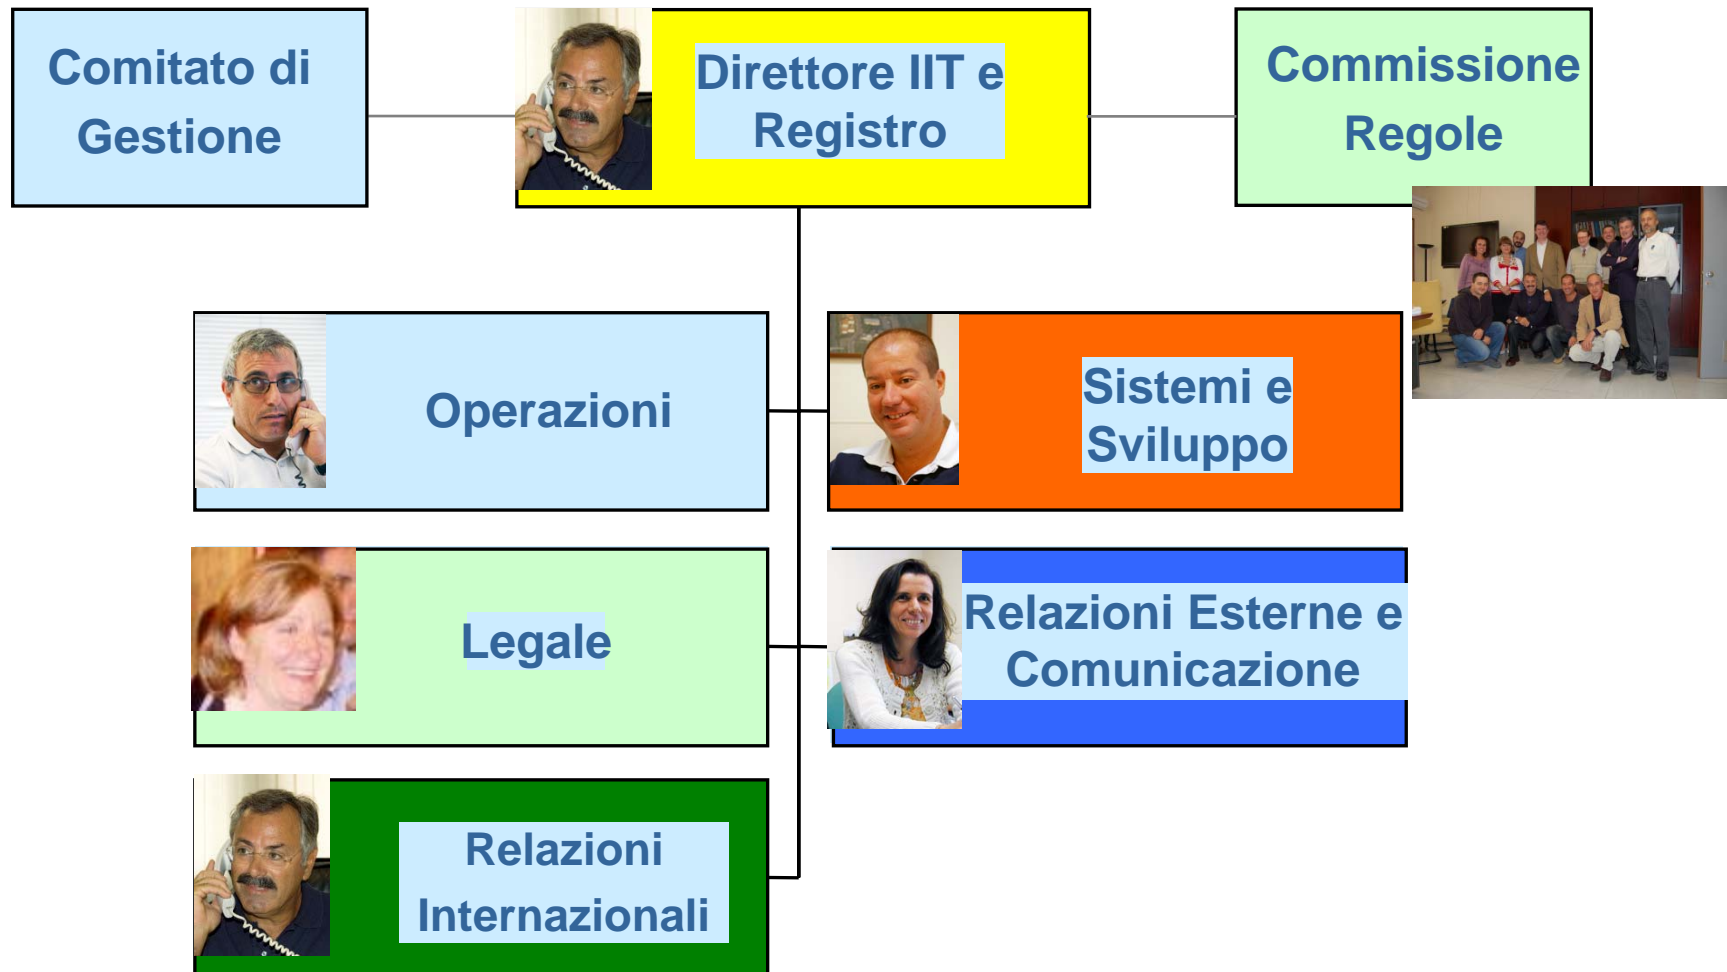 Comitato di
Gestione
Direttore IIT e
Registro
Commissione
Regole
Operazioni
Sistemi e
Sviluppo
Legale
Relazioni Esterne e
Comunicazione
Relazioni
Internazionali